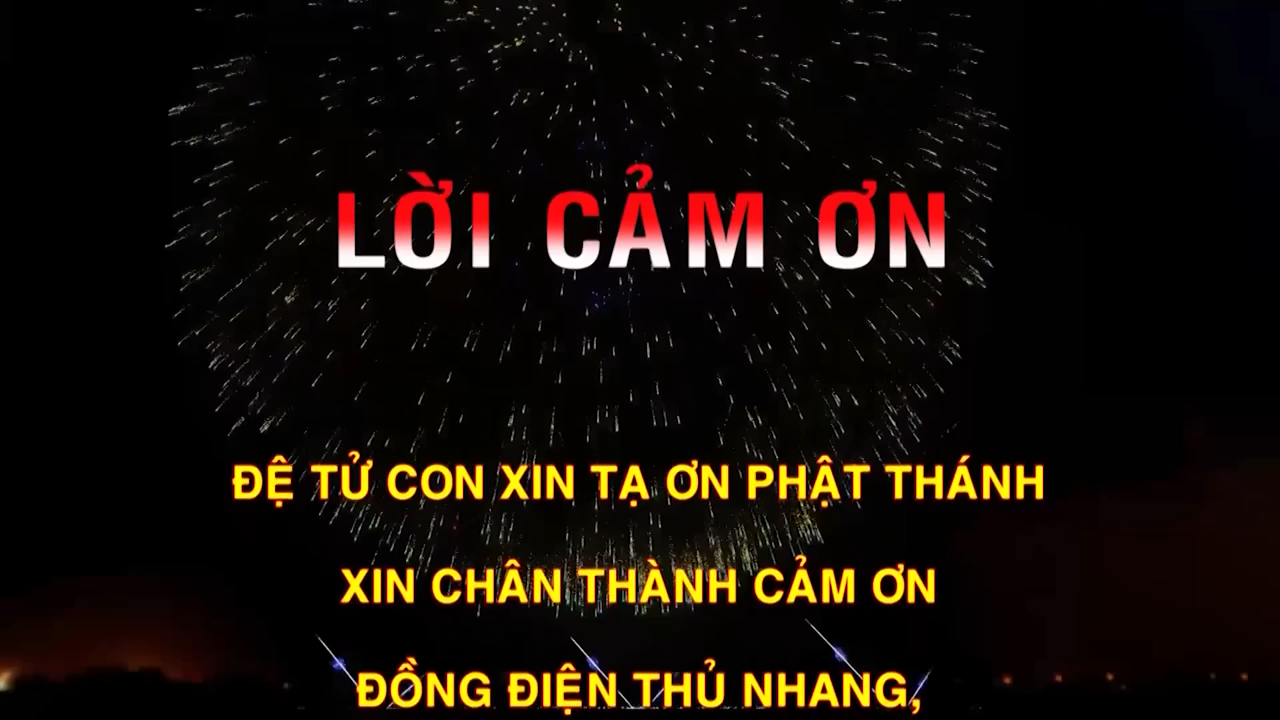 LỜI CẢM ƠN
ĐỆ TỬ CON XIN TẠ ƠN PHẬT THÁNH
XIN CHÂN THÀNH CẢM ƠN
ĐỒNG ĐIỆN THỦ NHANG,